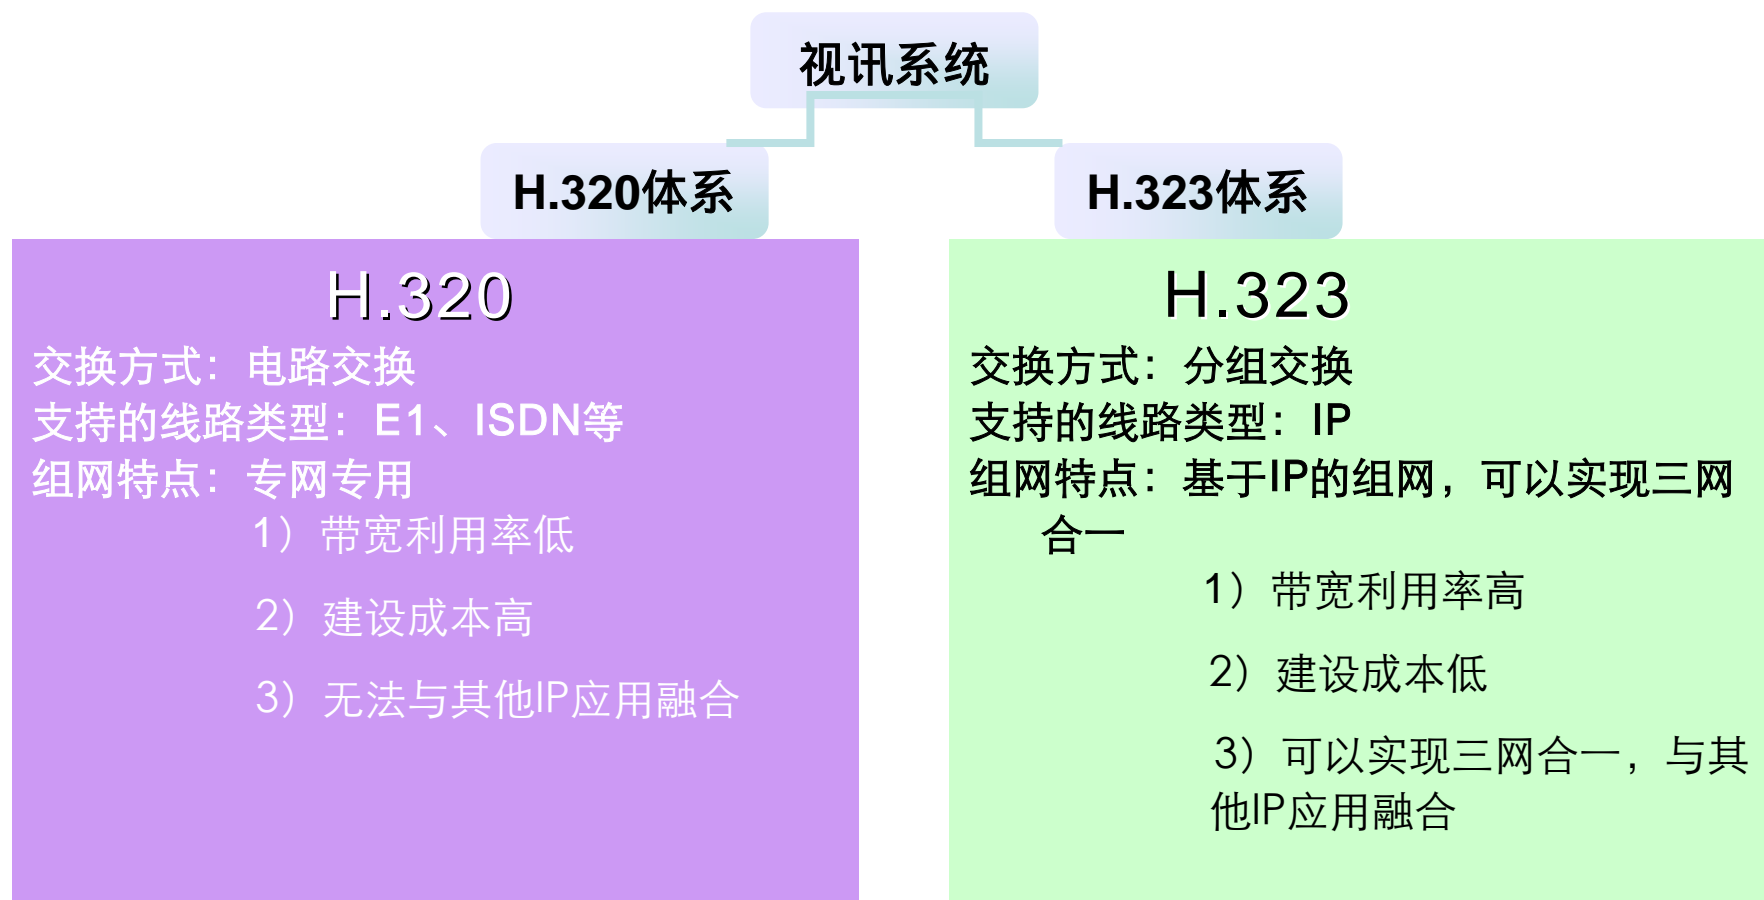 视讯系统
H.320体系
H.323体系
H.320
交换方式：电路交换
支持的线路类型：E1、ISDN等
组网特点：专网专用
1）带宽利用率低
2）建设成本高
3）无法与其他IP应用融合
H.323
交换方式：分组交换
支持的线路类型：IP
组网特点：基于IP的组网，可以实现三网
合一
1）带宽利用率高
2）建设成本低
3）可以实现三网合一，与其
他IP应用融合